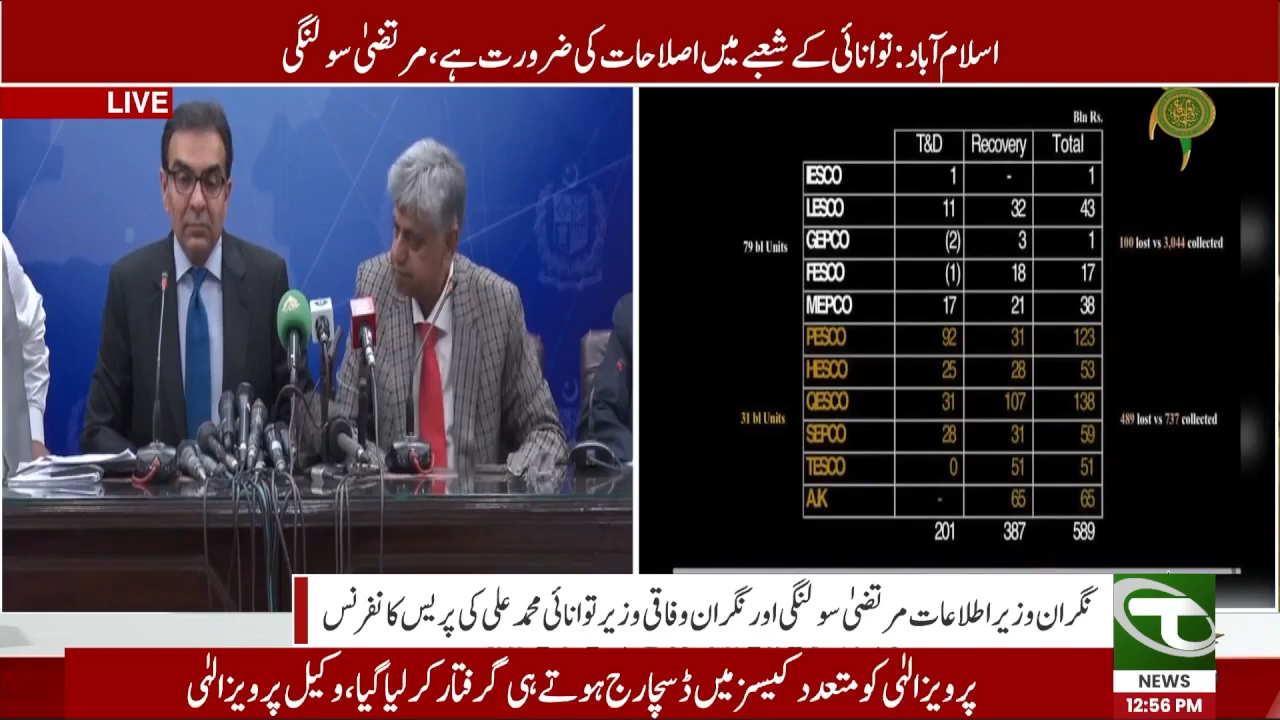 اسلام آباد: توانائی کے شعبے میں اصلاحات کی ضرورت ہے، مرتضیٰ سولنگی
LIVE
Bln Rs.
T&D Recovery Total
IESCO 1 - 1
LESCO 11 32 43
GEPCO (2) 3 1
FESCO (1) 18 17
MEPCO 17 21 38
PESCO 92 31 123
HESCO 25 28 53
QESCO 31 107 138
SEPCO 28 31 59
TESCO 0 51 51
AJK - 65 65
201 387 589
79 bl Units
100 lost vs 3,044 collected
31 bl Units
489 lost vs 737 collected
نگران وزیر اطلاعات مرتضیٰ سولنگی اور نگران وفاقی وزیر توانائی محمد علی کی پریس کانفرنس
پرویز الٰہی کو متعدد کیسز میں ڈسچارج ہوتے ہی گرفتار کر لیا گیا، وکیل پرویز الٰہی
NEWS
12:56 PM